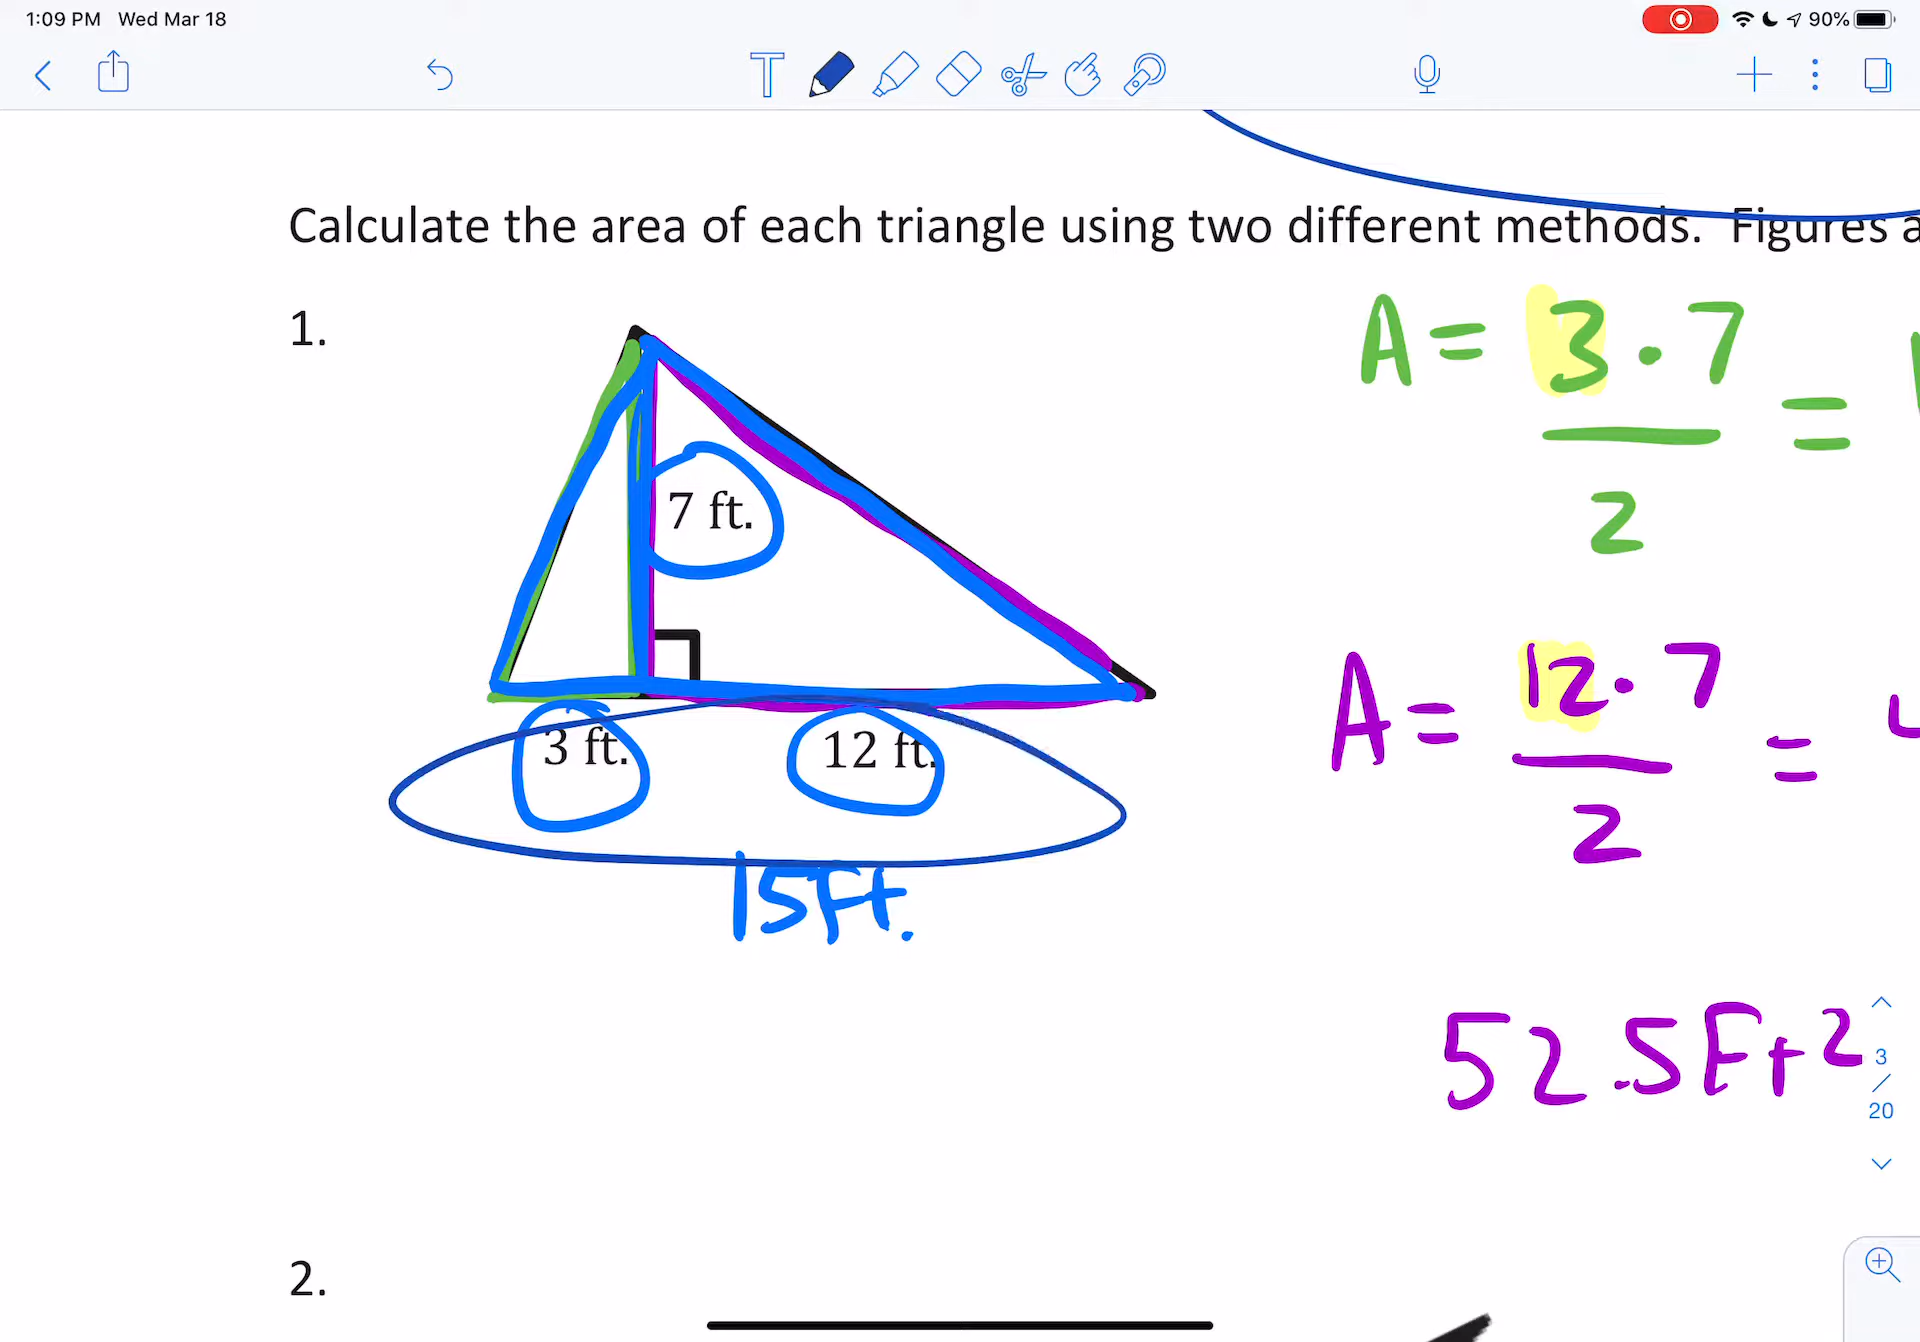 1:09 PM Wed Mar 18
90%
T
Calculate the area of each triangle using two different methods. Figures a
1.
A = 3 · 7
=
2
7 ft.
A = 12 · 7
=
2
3 ft.
12 ft.
15Ft.
52.5Ft2
3
/
20
2.